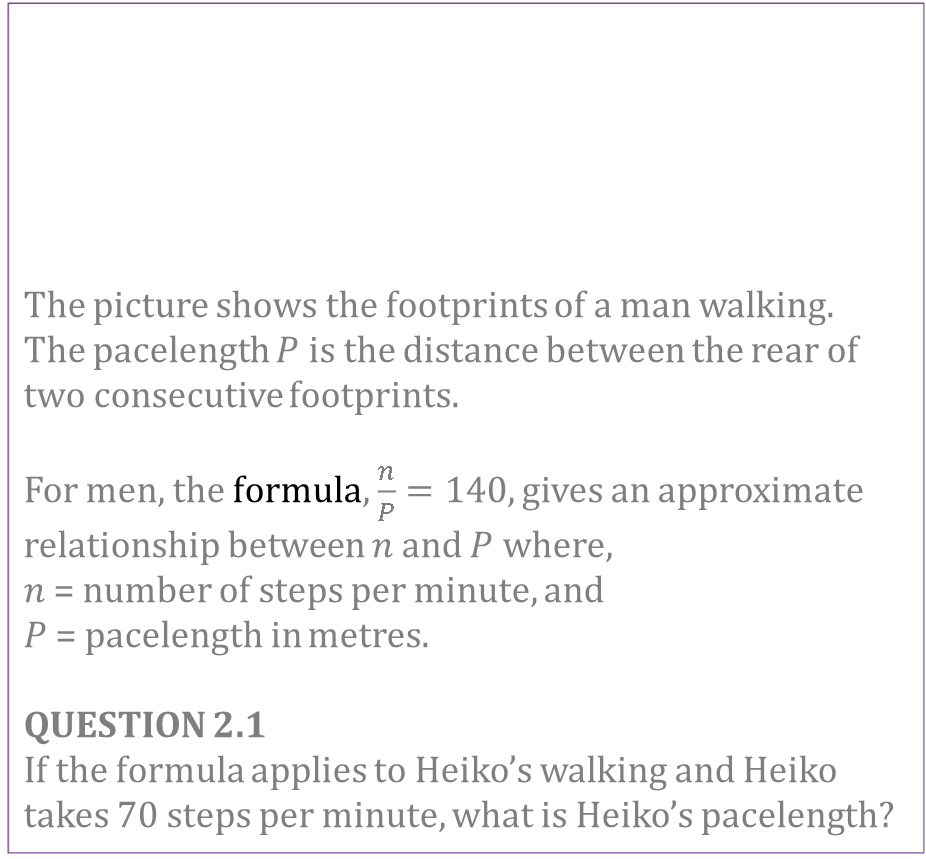 The picture shows the footprints of a man walking.
The pacelength P is the distance between the rear of
two consecutive footprints.
For men, the formula, n/P = 140, gives an approximate
relationship between n and P where,
n = number of steps per minute, and
P = pacelength in metres.
QUESTION 2.1
If the formula applies to Heiko’s walking and Heiko
takes 70 steps per minute, what is Heiko’s pacelength?